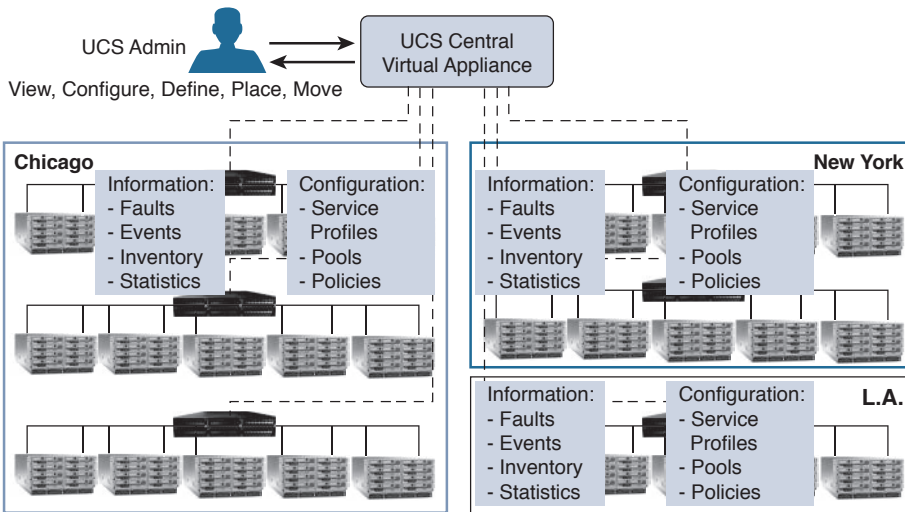 UCS Admin
UCS Central
Virtual Appliance
View, Configure, Define, Place, Move
Chicago
Information:
- Faults
- Events
- Inventory
- Statistics
Configuration:
- Service
Profiles
- Pools
- Policies
New York
Information:
- Faults
- Events
- Inventory
- Statistics
Configuration:
- Service
Profiles
- Pools
- Policies
L.A.
Information:
- Faults
- Events
- Inventory
- Statistics
Configuration:
- Service
Profiles
- Pools
- Policies